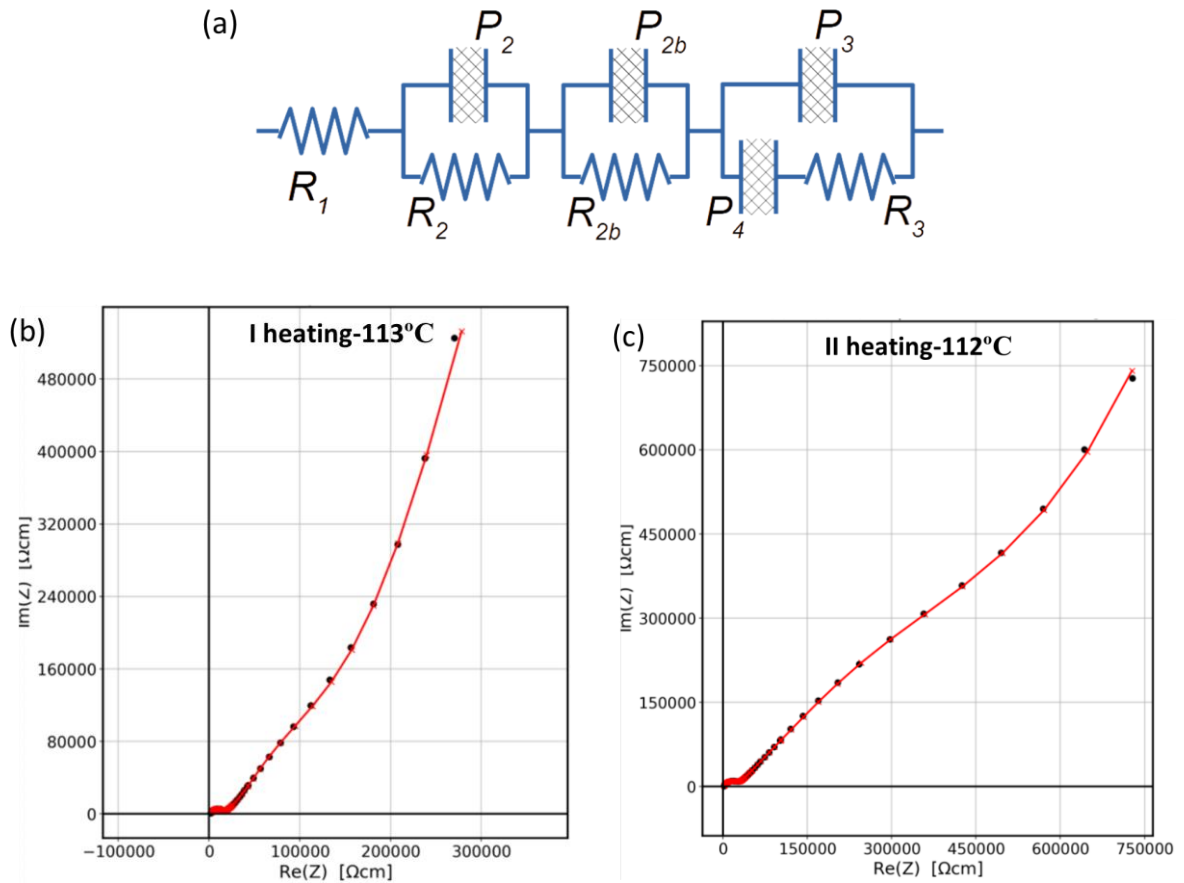 (a)
P2 P2b P3
R1 R2 R2b P4 R3
(b)
I heating-113°C
480000
400000
320000
240000
160000
80000
0
Im(Z) [Ωcm]
−100000 0 100000 200000 300000
Re(Z) [Ωcm]
(c)
II heating-112°C
750000
600000
450000
300000
150000
0
Im(Z) [Ωcm]
0 150000 300000 450000 600000 750000
Re(Z) [Ωcm]